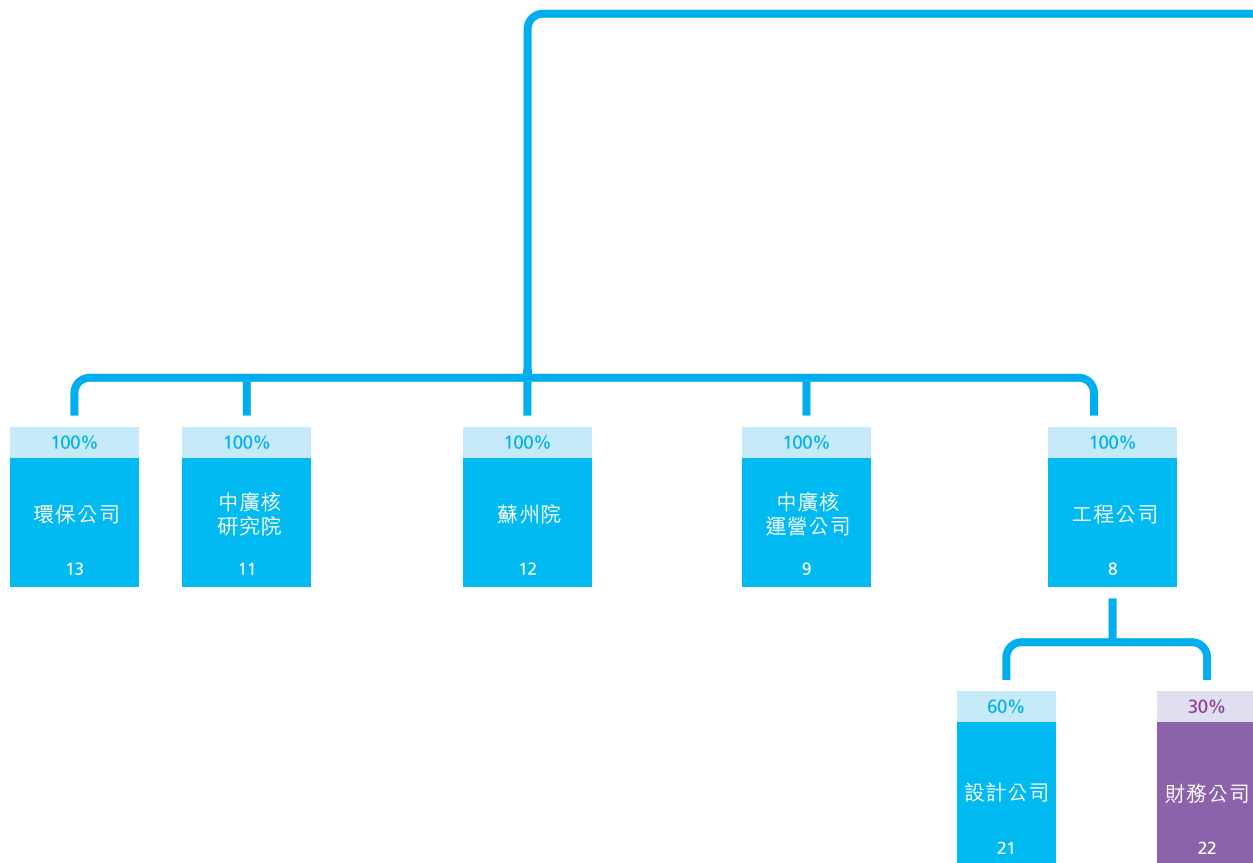 100%
環保公司
13
100%
中廣核
研究院
11
100%
蘇州院
12
100%
中廣核
運營公司
9
100%
工程公司
8
60%
設計公司
21
30%
財務公司
22